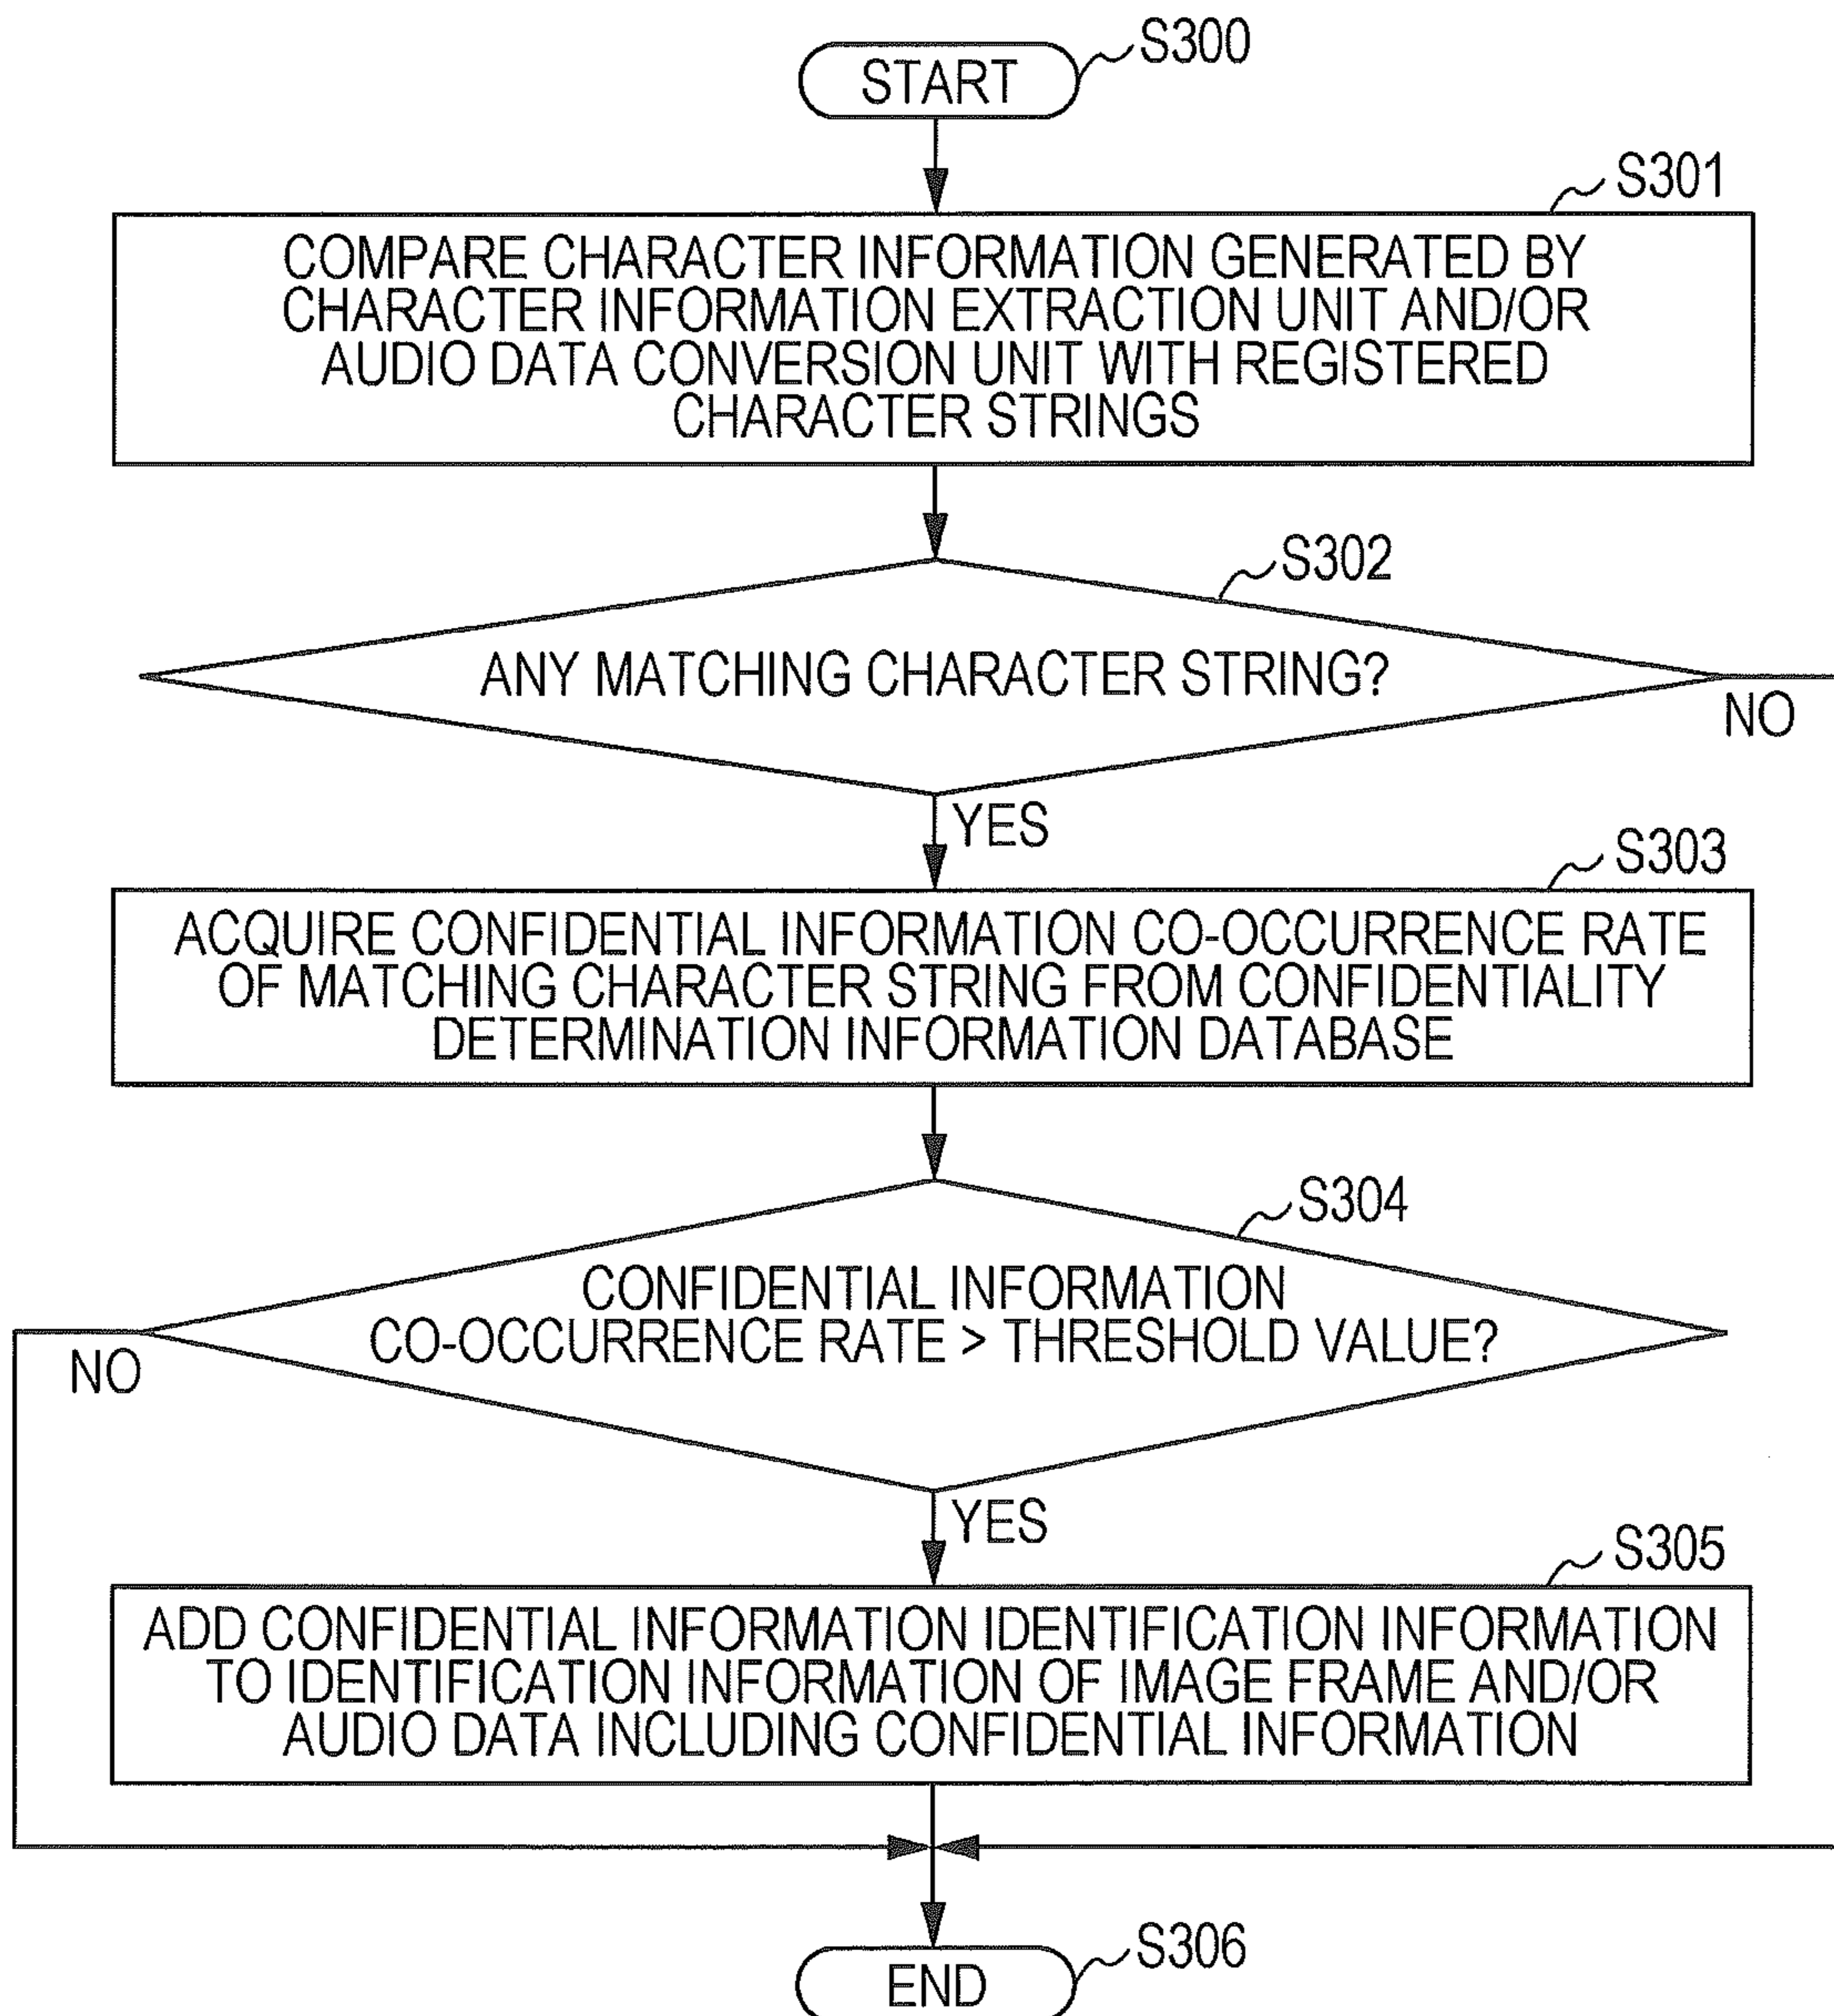 S300
START
S301
COMPARE CHARACTER INFORMATION GENERATED BY
CHARACTER INFORMATION EXTRACTION UNIT AND/OR
AUDIO DATA CONVERSION UNIT WITH REGISTERED
CHARACTER STRINGS
S302
ANY MATCHING CHARACTER STRING?
NO
YES
S303
ACQUIRE CONFIDENTIAL INFORMATION CO-OCCURRENCE RATE
OF MATCHING CHARACTER STRING FROM CONFIDENTIALITY
DETERMINATION INFORMATION DATABASE
S304
CONFIDENTIAL INFORMATION
CO-OCCURRENCE RATE > THRESHOLD VALUE?
NO
YES
S305
ADD CONFIDENTIAL INFORMATION IDENTIFICATION INFORMATION
TO IDENTIFICATION INFORMATION OF IMAGE FRAME AND/OR
AUDIO DATA INCLUDING CONFIDENTIAL INFORMATION
S306
END